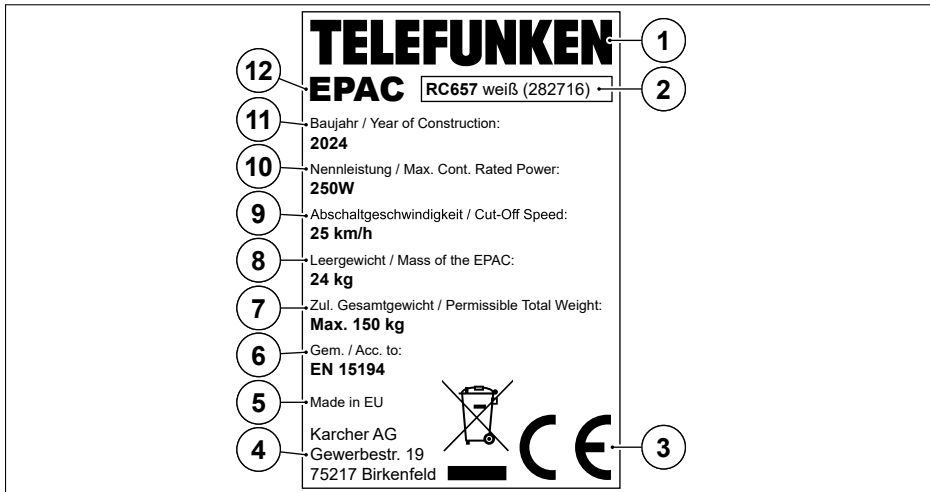 TELEFUNKEN
1
12
EPAC RC657 weiß (282716)
2
11
Baujahr / Year of Construction:
2024
10
Nennleistung / Max. Cont. Rated Power:
250W
9
Abschaltgeschwindigkeit / Cut-Off Speed:
25 km/h
8
Leergewicht / Mass of the EPAC:
24 kg
7
Zul. Gesamtgewicht / Permissible Total Weight:
Max. 150 kg
6
Gem. / Acc. to:
EN 15194
5
Made in EU
4
Karcher AG
Gewerbestr. 19
75217 Birkenfeld
CE
3